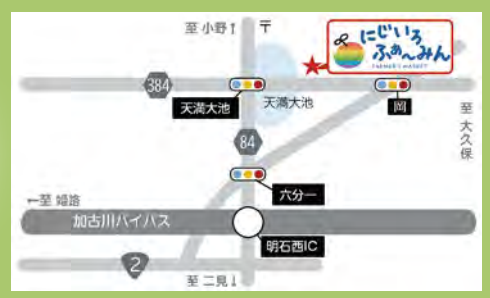 至 小野↑
〒
にじいろ
ふぁ〜みん
FARMER'S MARKET
384
天満大池
天満大池
岡
至 大久保
84
六分一
←至 姫路
加古川バイパス
明石西IC
2
至 二見↓